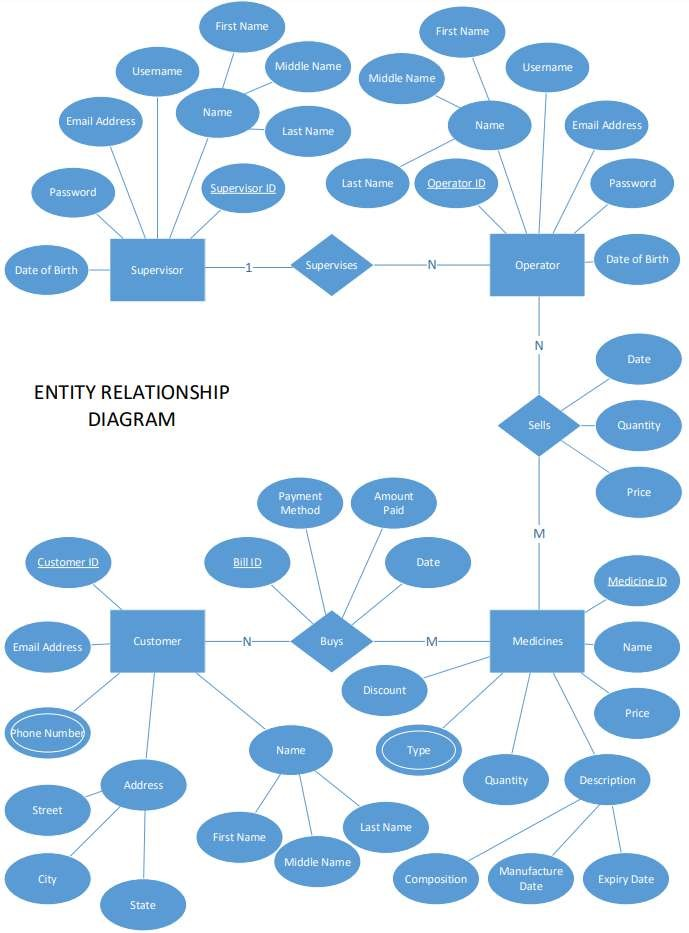 First Name
First Name
Middle Name
Username
Username
Middle Name
Name
Email Address
Name
Email Address
Last Name
Password
Supervisor ID
Last Name
Operator ID
Password
Date of Birth
Supervisor
1
Supervises
N
Operator
Date of Birth
N
Date
ENTITY RELATIONSHIP
DIAGRAM
Sells
Quantity
Price
Payment
Method
Amount
Paid
M
Customer ID
Bill ID
Date
Medicine ID
Email Address
Customer
N
Buys
M
Medicines
Name
Discount
Price
Phone Number
Name
Type
Address
Quantity
Description
Street
First Name
Last Name
Middle Name
City
State
Composition
Manufacture
Date
Expiry Date